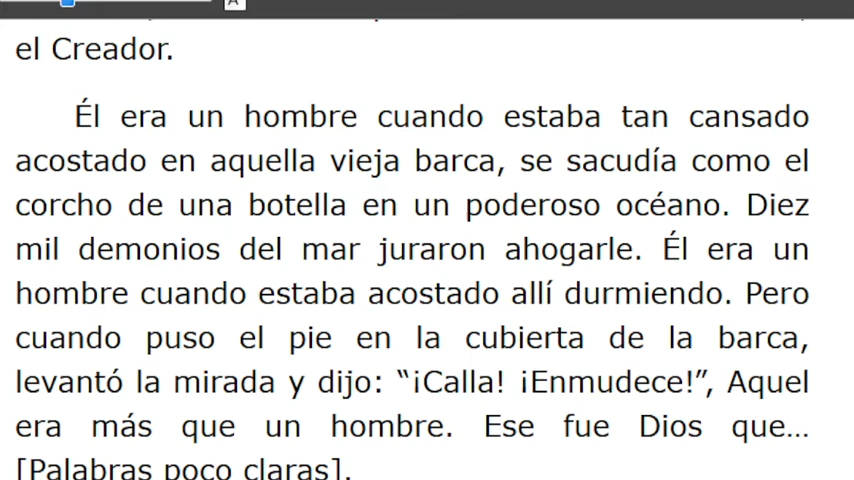 el Creador.
Él era un hombre cuando estaba tan cansado
acostado en aquella vieja barca, se sacudía como el
corcho de una botella en un poderoso océano. Diez
mil demonios del mar juraron ahogarle. Él era un
hombre cuando estaba acostado allí durmiendo. Pero
cuando puso el pie en la cubierta de la barca,
levantó la mirada y dijo: “¡Calla! ¡Enmudece!”, Aquel
era más que un hombre. Ese fue Dios que…
[Palabras poco claras].